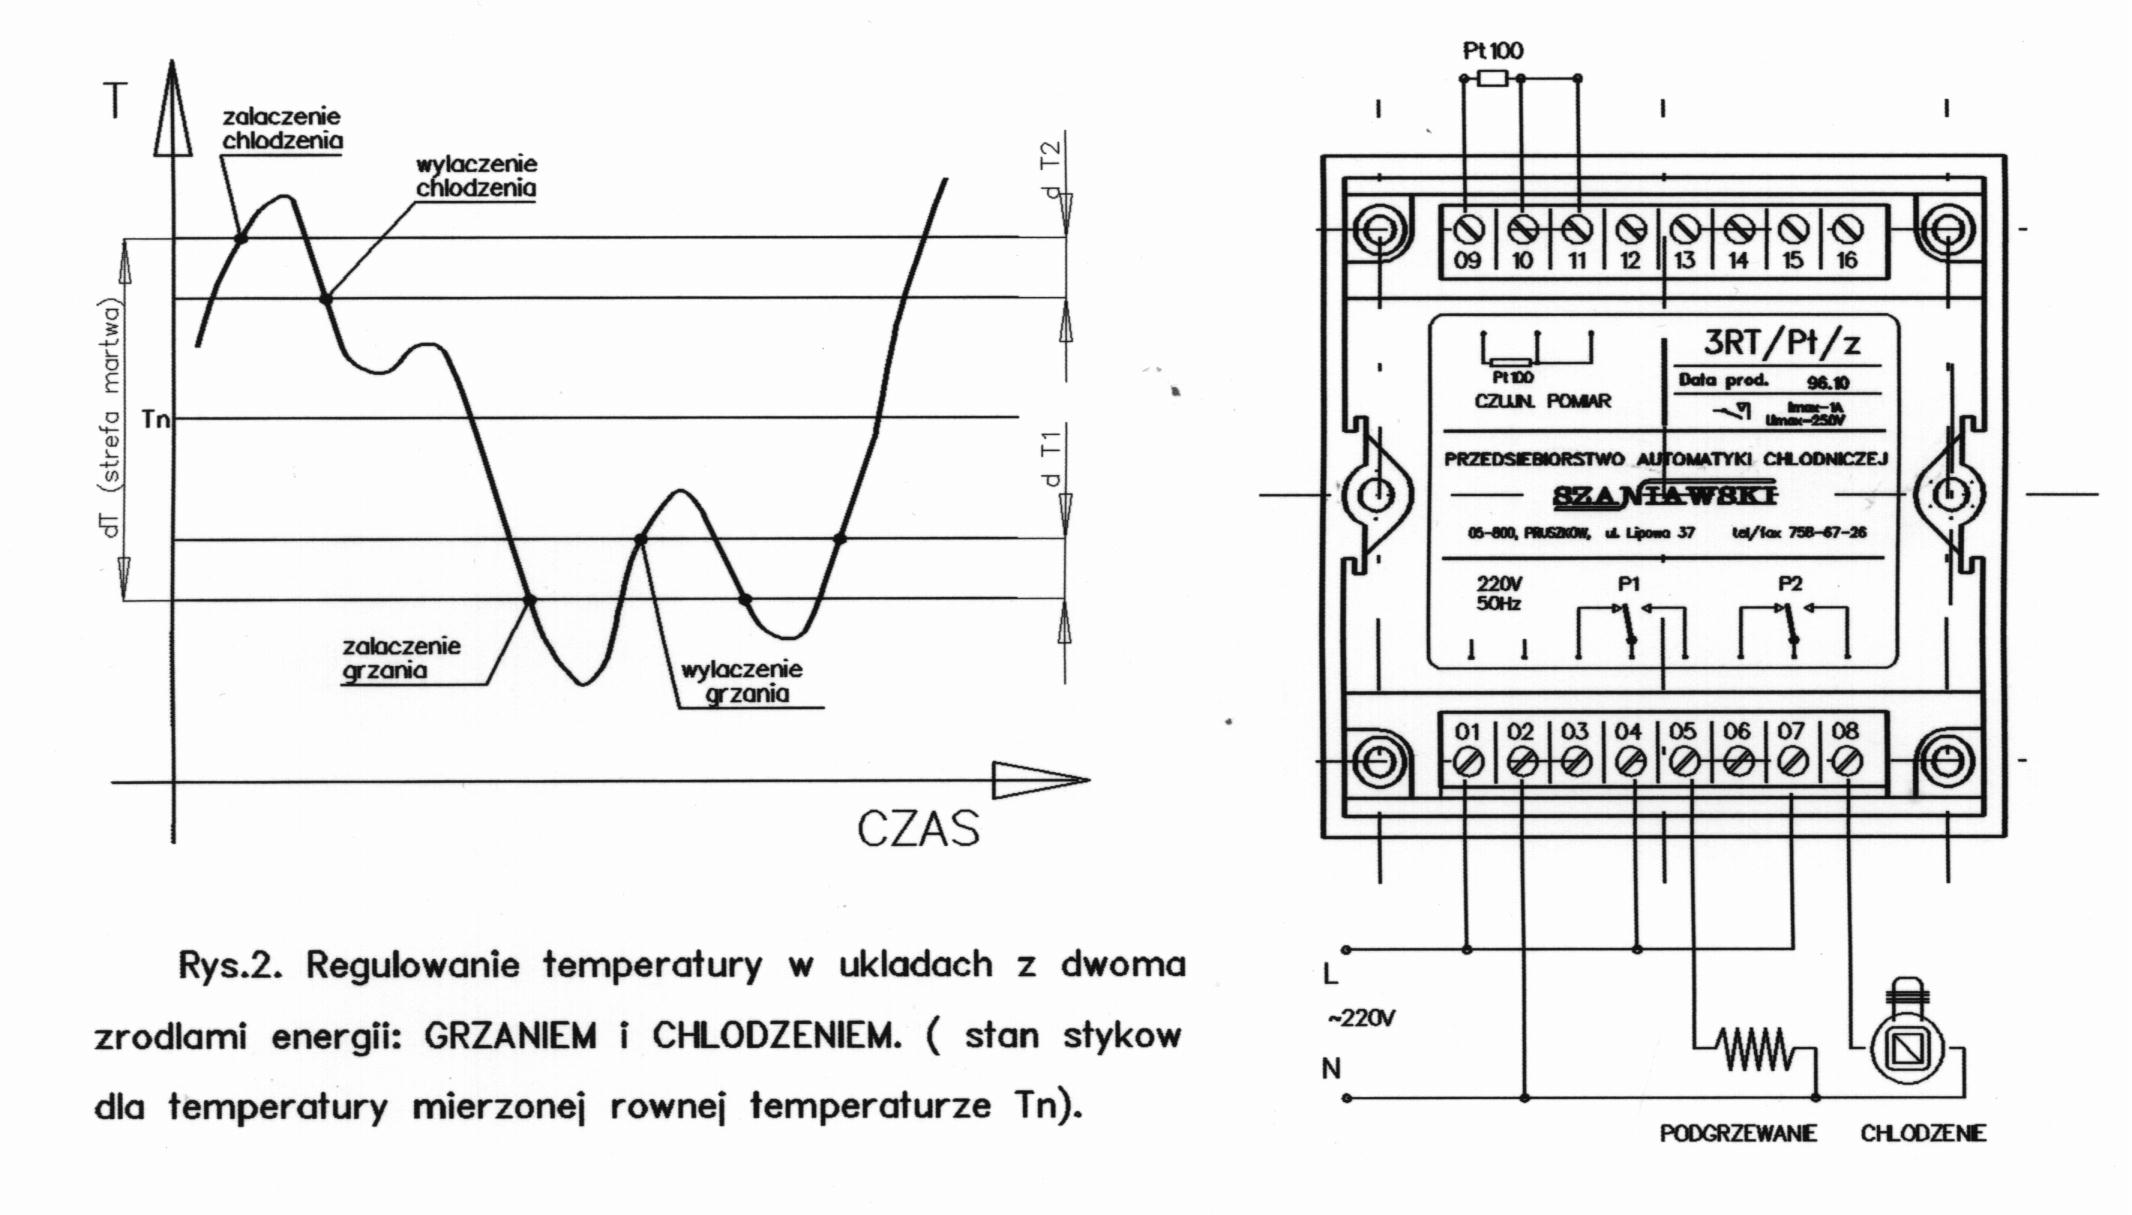 T
zalaczenie
chlodzenia
wylaczenie
chlodzenia
d T2
dT (strefa martwa)
Tn
d T1
zalaczenie
grzania
wylaczenie
grzania
CZAS
Rys.2. Regulowanie temperatury w ukladach z dwoma
zrodlami energii: GRZANIEM i CHLODZENIEM. ( stan stykow
dla temperatury mierzonej rownej temperaturze Tn).
Pt100
09 10 11 12 13 14 15 16
3RT/Pt/z
Pt100
Data prod. 96.10
CZUJN. POMIAR
Imax-1A
Umax-250V
PRZEDSIEBIORSTWO AUTOMATYKI CHLODNICZEJ
SZANIAWSKI
05-800, PRUSZKOW, ul. Lipowa 37 tel/fax 758-67-26
220V P1 P2
50Hz
01 02 03 04 05 06 07 08
L
~220V
N
PODGRZEWANIE CHLODZENIE